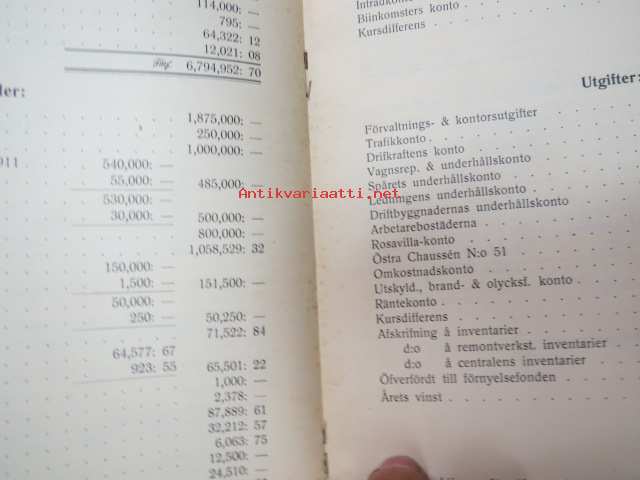 114,000: —
795: —
64,322: 12
12,021: 08
Fmf. 6,794,952: 70
der:
1,875,000: —
250,000: —
1,000,000: —
1911 . 540,000: —
55,000: — 485,000: —
530,000: —
30,000: — 500,000: —
800,000: —
1,058,529: 32
150,000: —
1,500: — 151,500: —
50,000: —
250: — 50,250: —
71,522: 84
64,577: 67
923: 55 65,501: 22
1,000: —
2,378: —
87,889: 61
32,212: 57
6,063: 75
12,500: —
24,510: —
Biinkomsters konto
Kursdifferens
Utgifter:
Förvaltnings- & kontorsutgifter
Trafikkonto
Drifkraftens konto
Vagnsrep. & underhållskonto
Spårets underhållskonto
Ledningens underhållskonto
Driftbyggnadernas underhållskonto
Arbetarebostäderna
Rosavilla-konto
Östra Chaussén N:o 51
Omkostnadskonto
Utskyld., brand- & olycksf. konto
Räntekonto
Kursdifferens
Afskrifning å inventarier
d:o å remontverkst. inventarier
d:o å centralens inventarier
Öfverfördt till förnyelsefonden
Årets vinst
Antikvariaatti.net